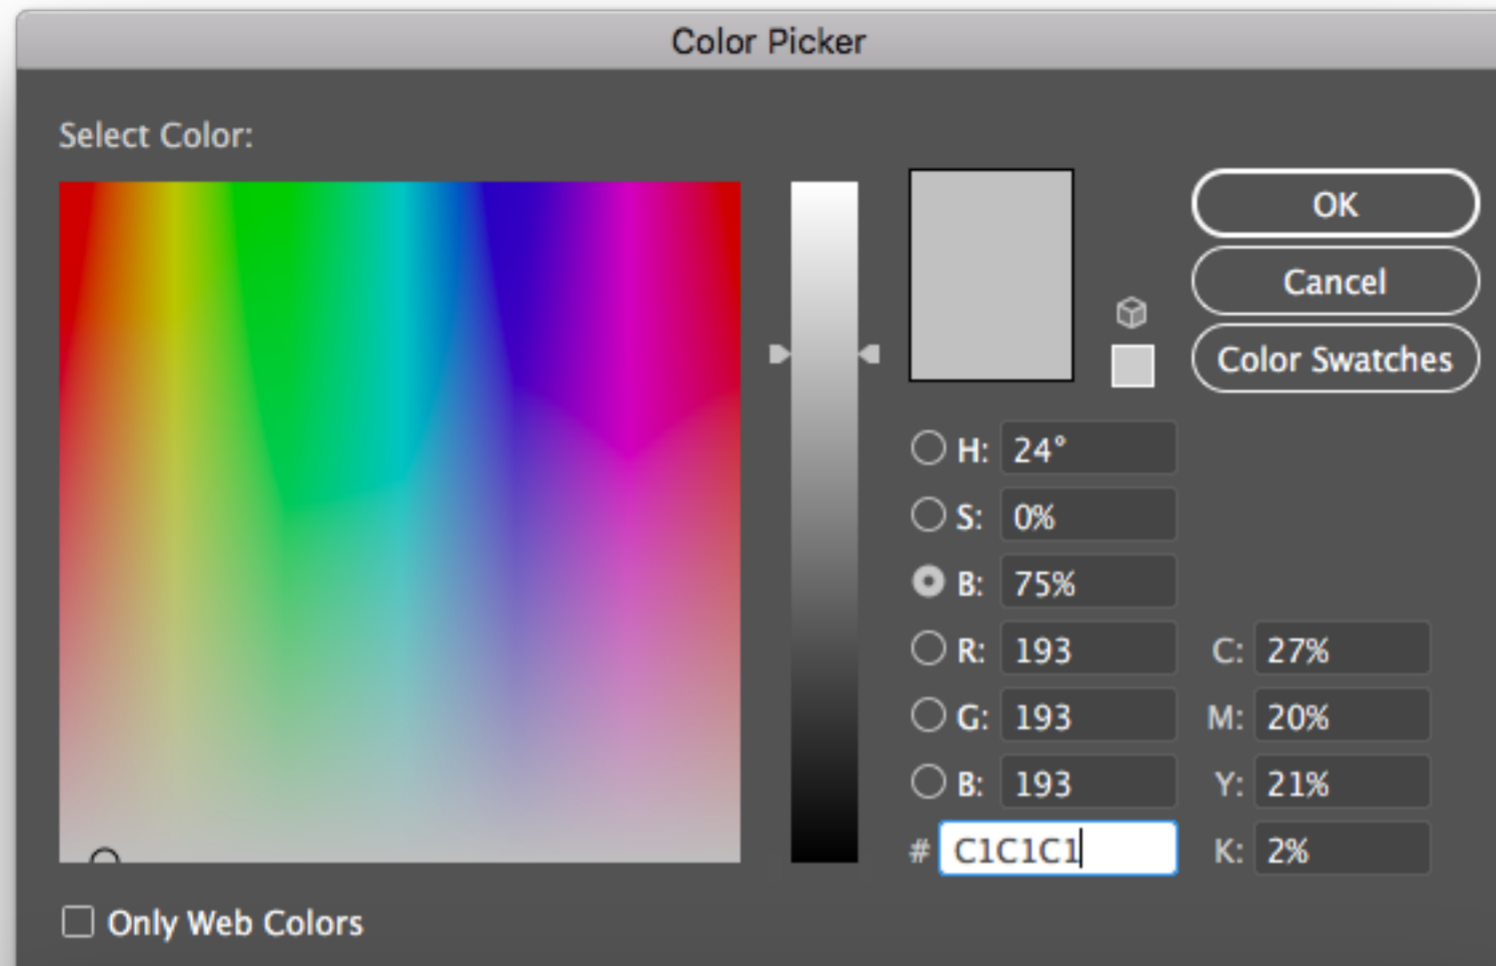 Color Picker
Select Color:
OK
Cancel
Color Swatches
H: 24°
S: 0%
B: 75%
R: 193 C: 27%
G: 193 M: 20%
B: 193 Y: 21%
# C1C1C1 K: 2%
Only Web Colors